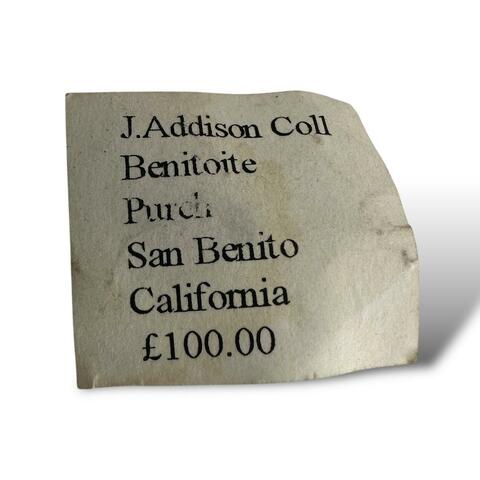 J.Addison Coll
Benitoite
Purch
San Benito
California
£100.00